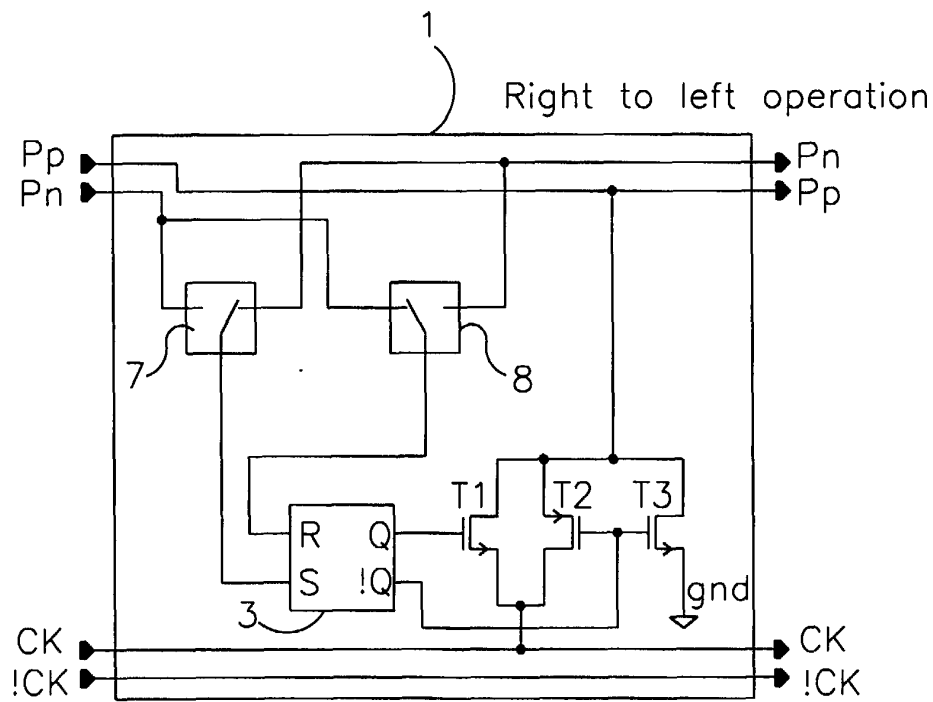 1
Right to left operation
Pp
Pn
Pn
Pp
7
8
T1
T2
T3
R
Q
S
!Q
3
gnd
CK
CK
!CK
!CK